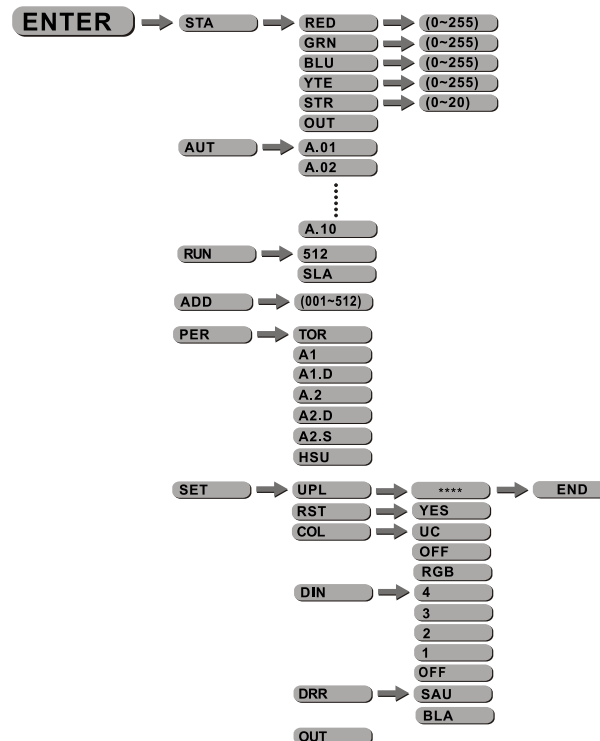 ENTER STA RED (0~255)
GRN (0~255)
BLU (0~255)
YTE (0~255)
STR (0~20)
OUT
AUT A.01
A.02
A.10
RUN 512
SLA
ADD (001~512)
PER TOR
A1
A1.D
A.2
A2.D
A2.S
HSU
SET UPL **** END
RST YES
COL UC
OFF
RGB
DIN 4
3
2
1
OFF
DRR SAU
BLA
OUT